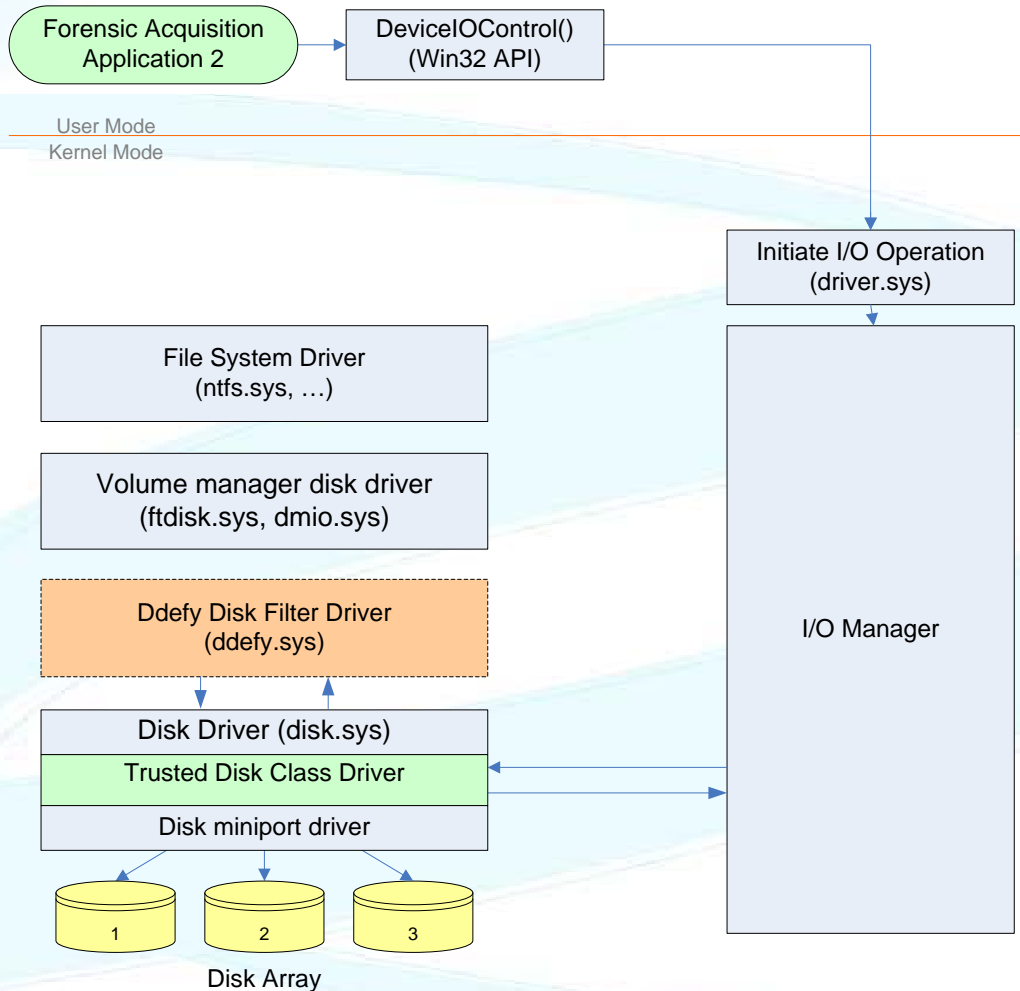 Forensic Acquisition
Application 2
DeviceIOControl()
(Win32 API)
User Mode
Kernel Mode
Initiate I/O Operation
(driver.sys)
File System Driver
(ntfs.sys, …)
Volume manager disk driver
(ftdisk.sys, dmio.sys)
Ddefy Disk Filter Driver
(ddefy.sys)
I/O Manager
Disk Driver (disk.sys)
Trusted Disk Class Driver
Disk miniport driver
1
2
3
Disk Array